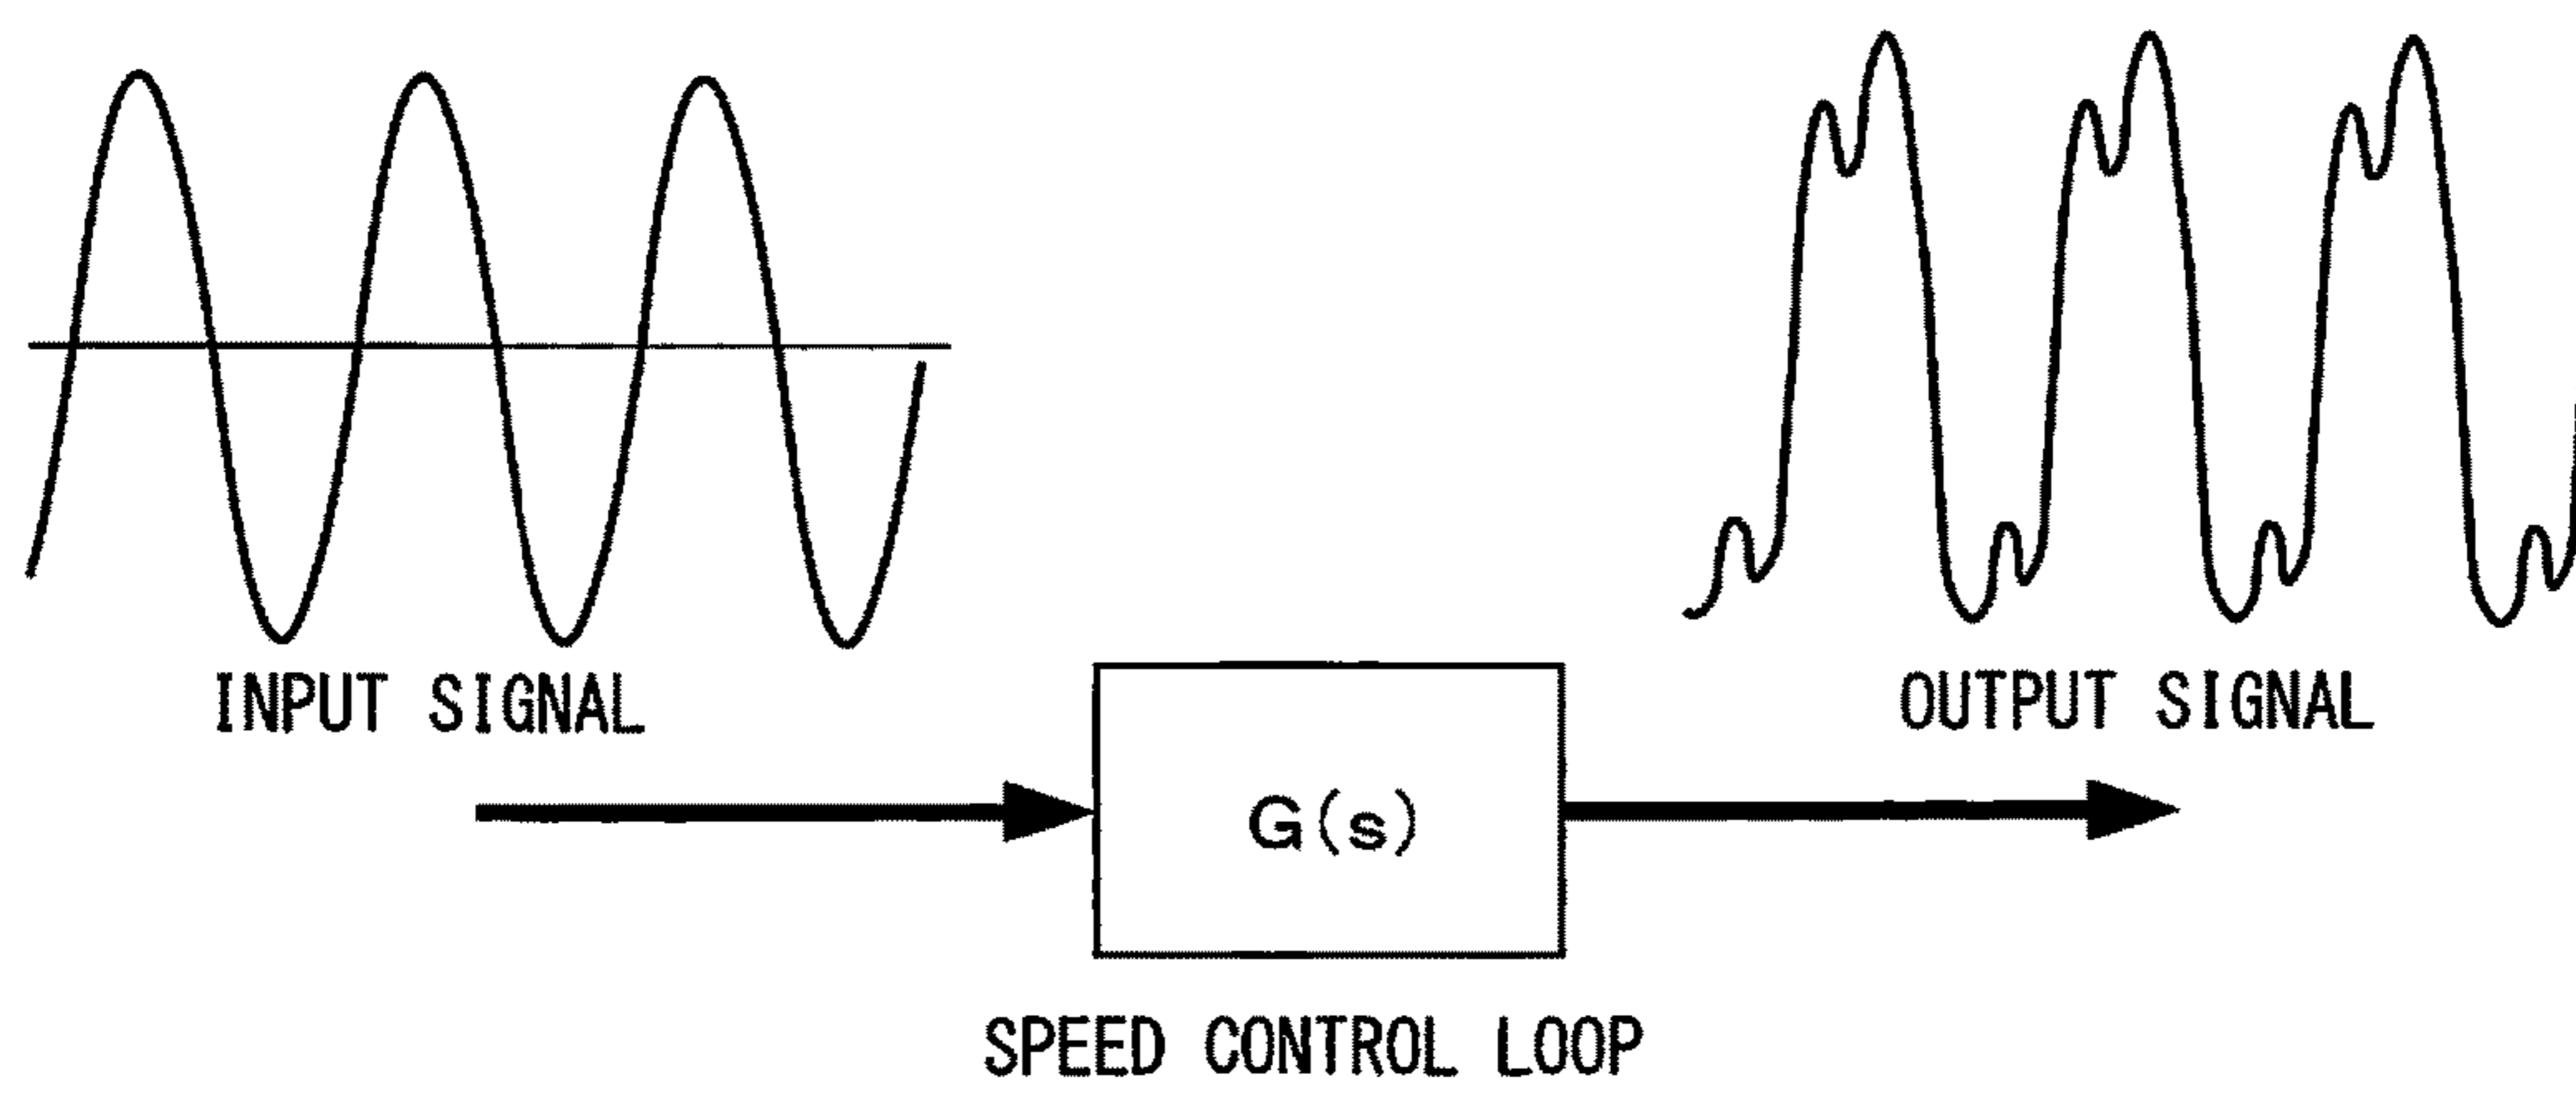 INPUT SIGNAL
OUTPUT SIGNAL
G(s)
SPEED CONTROL LOOP